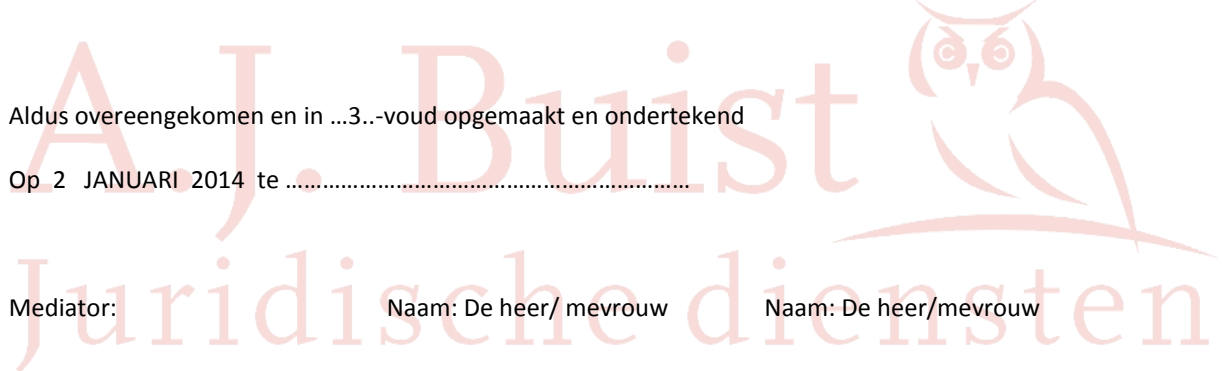 A.J. Buist
Aldus overeengekomen en in …3..-voud opgemaakt en ondertekend
Op 2 JANUARI 2014 te …………………………………………………………
Juridische diensten
Mediator: Naam: De heer/ mevrouw Naam: De heer/mevrouw